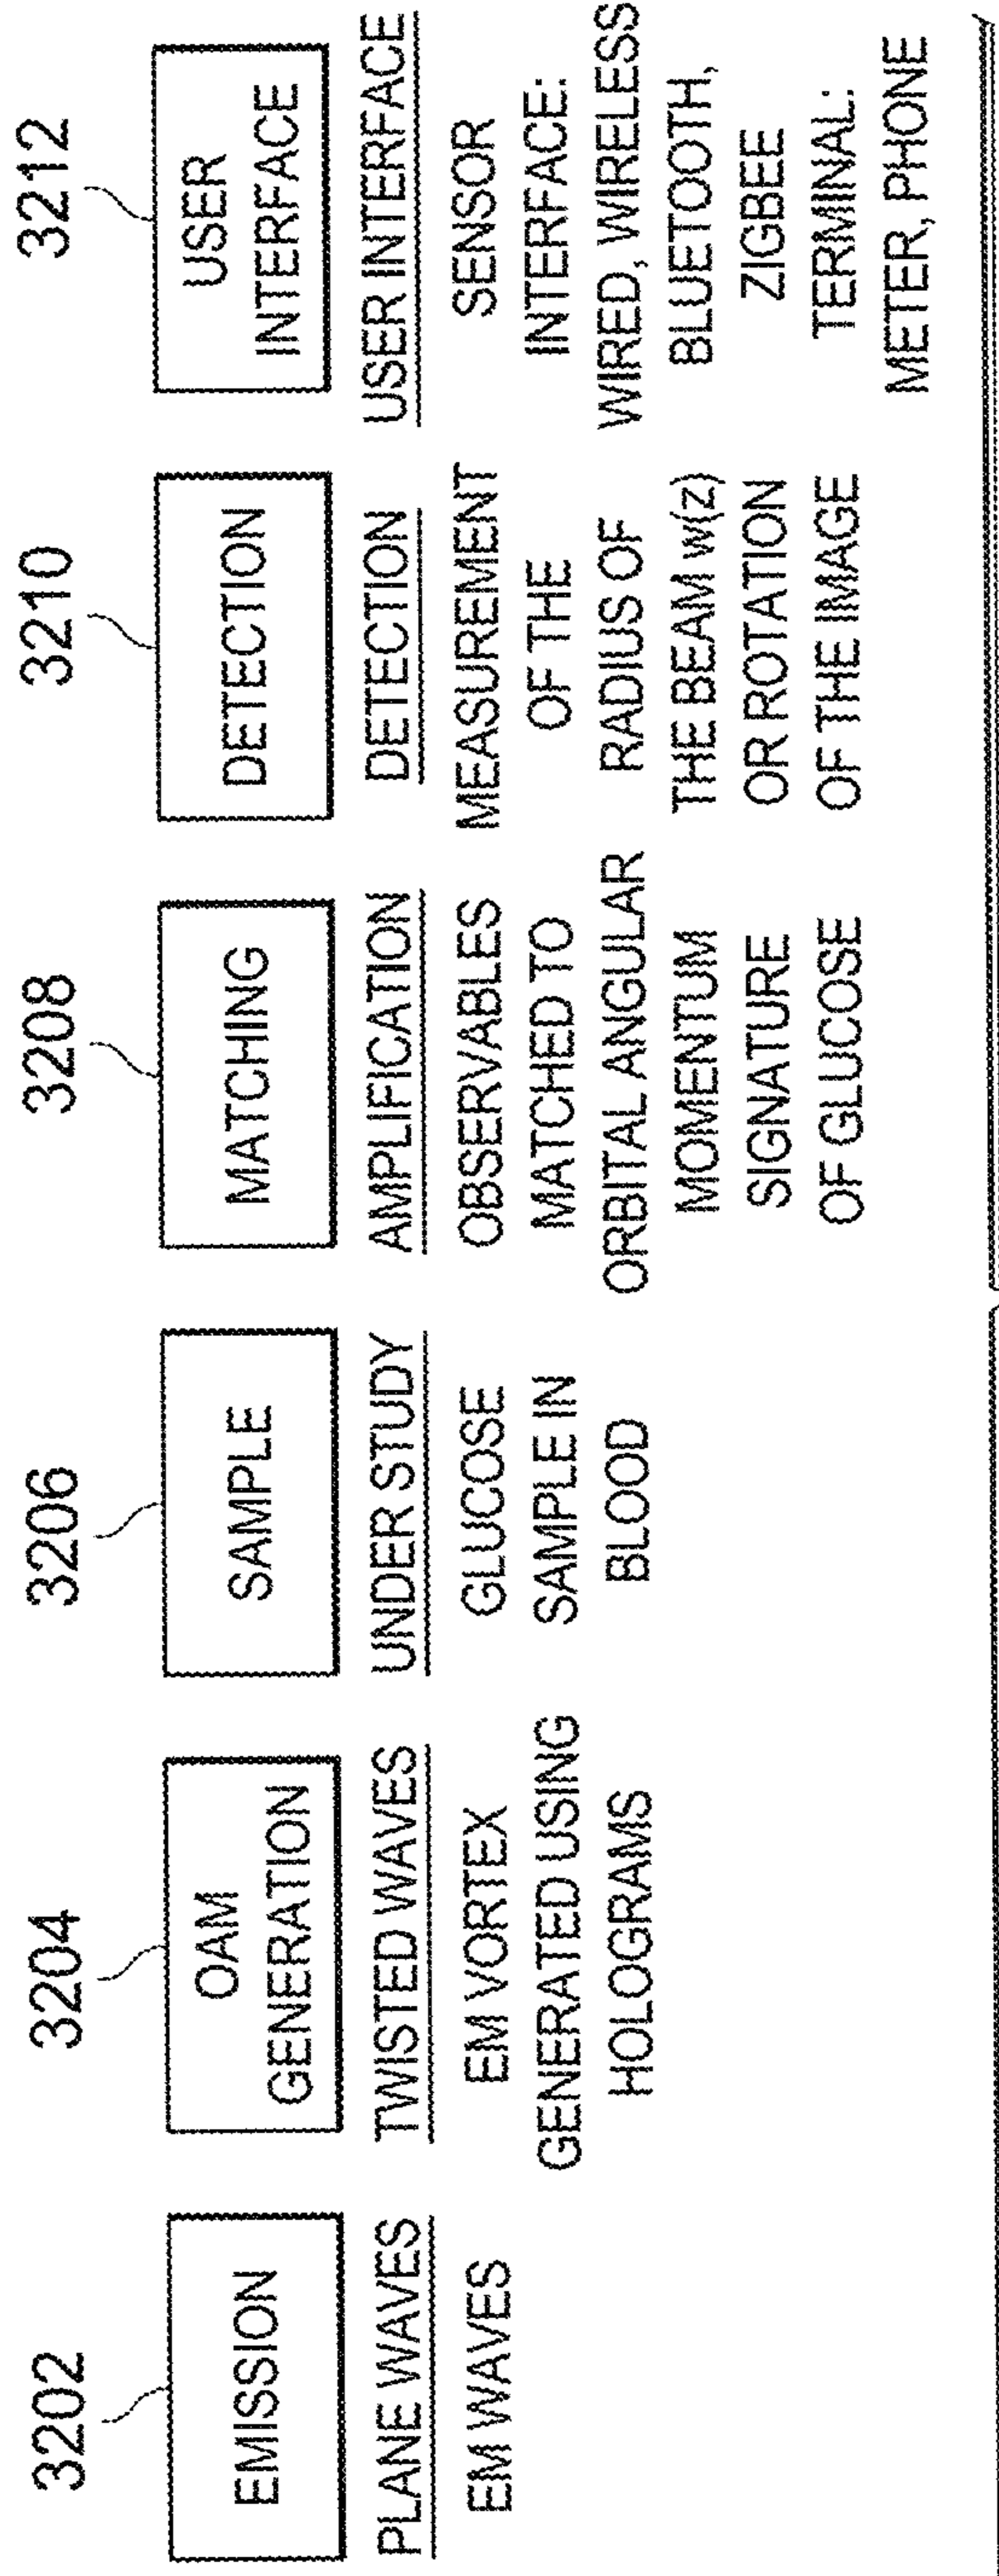 3202
EMISSION
PLANE WAVES
EM WAVES
3204
OAM
GENERATION
TWISTED WAVES
EM VORTEX
GENERATED USING
HOLOGRAMS
3206
SAMPLE
UNDER STUDY
GLUCOSE
SAMPLE IN
BLOOD
3208
MATCHING
AMPLIFICATION
OBSERVABLES
MATCHED TO
ORBITAL ANGULAR
MOMENTUM
SIGNATURE
OF GLUCOSE
3210
DETECTION
DETECTION
MEASUREMENT
OF THE
RADIUS OF
THE BEAM w(z)
OR ROTATION
OF THE IMAGE
3212
USER
INTERFACE
USER INTERFACE
SENSOR
INTERFACE:
WIRED, WIRELESS
BLUETOOTH,
ZIGBEE
TERMINAL:
METER, PHONE